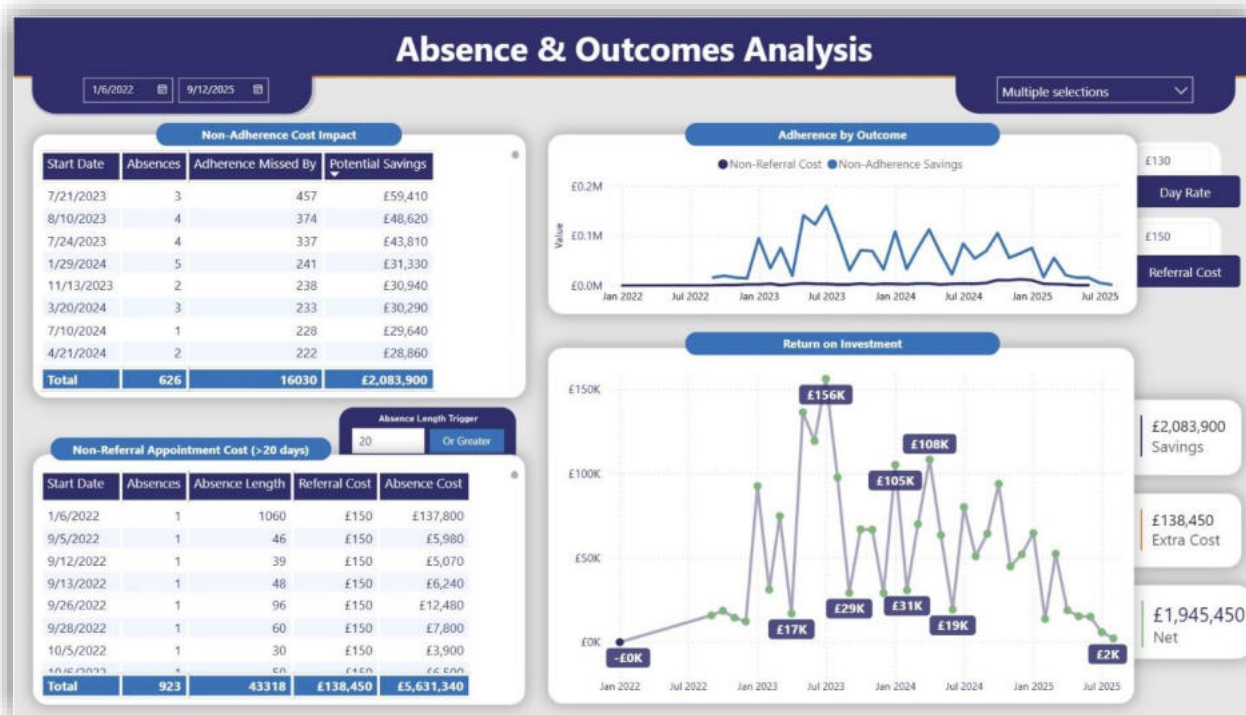 Absence & Outcomes Analysis
1/6/2022 9/12/2025
Multiple selections
Non-Adherence Cost Impact
Start Date Absences Adherence Missed By Potential Savings
7/21/2023 3 457 £59,410
8/10/2023 4 374 £48,620
7/24/2023 4 337 £43,810
1/29/2024 5 241 £31,330
11/13/2023 2 238 £30,940
3/20/2024 3 233 £30,290
7/10/2024 1 228 £29,640
4/21/2024 2 222 £28,860
Total 626 16030 £2,083,900
Absence Length Trigger
20 Or Greater
Non-Referral Appointment Cost (>20 days)
Start Date Absences Absence Length Referral Cost Absence Cost
1/6/2022 1 1060 £150 £137,800
9/5/2022 1 46 £150 £5,980
9/12/2022 1 39 £150 £5,070
9/13/2022 1 48 £150 £6,240
9/26/2022 1 96 £150 £12,480
9/28/2022 1 60 £150 £7,800
10/5/2022 1 30 £150 £3,900
10/6/2022 1 50 £150 £6,500
Total 923 43318 £138,450 £5,631,340
Adherence by Outcome
Non-Referral Cost Non-Adherence Savings
Value
£0.2M
£0.1M
£0.0M
Jan 2022 Jul 2022 Jan 2023 Jul 2023 Jan 2024 Jul 2024 Jan 2025 Jul 2025
£130
Day Rate
£150
Referral Cost
Return on Investment
£150K
£100K
£50K
£0K
-£0K
£17K
£156K
£29K
£105K
£31K
£108K
£19K
£2K
Jan 2022 Jul 2022 Jan 2023 Jul 2023 Jan 2024 Jul 2024 Jan 2025 Jul 2025
£2,083,900
Savings
£138,450
Extra Cost
£1,945,450
Net